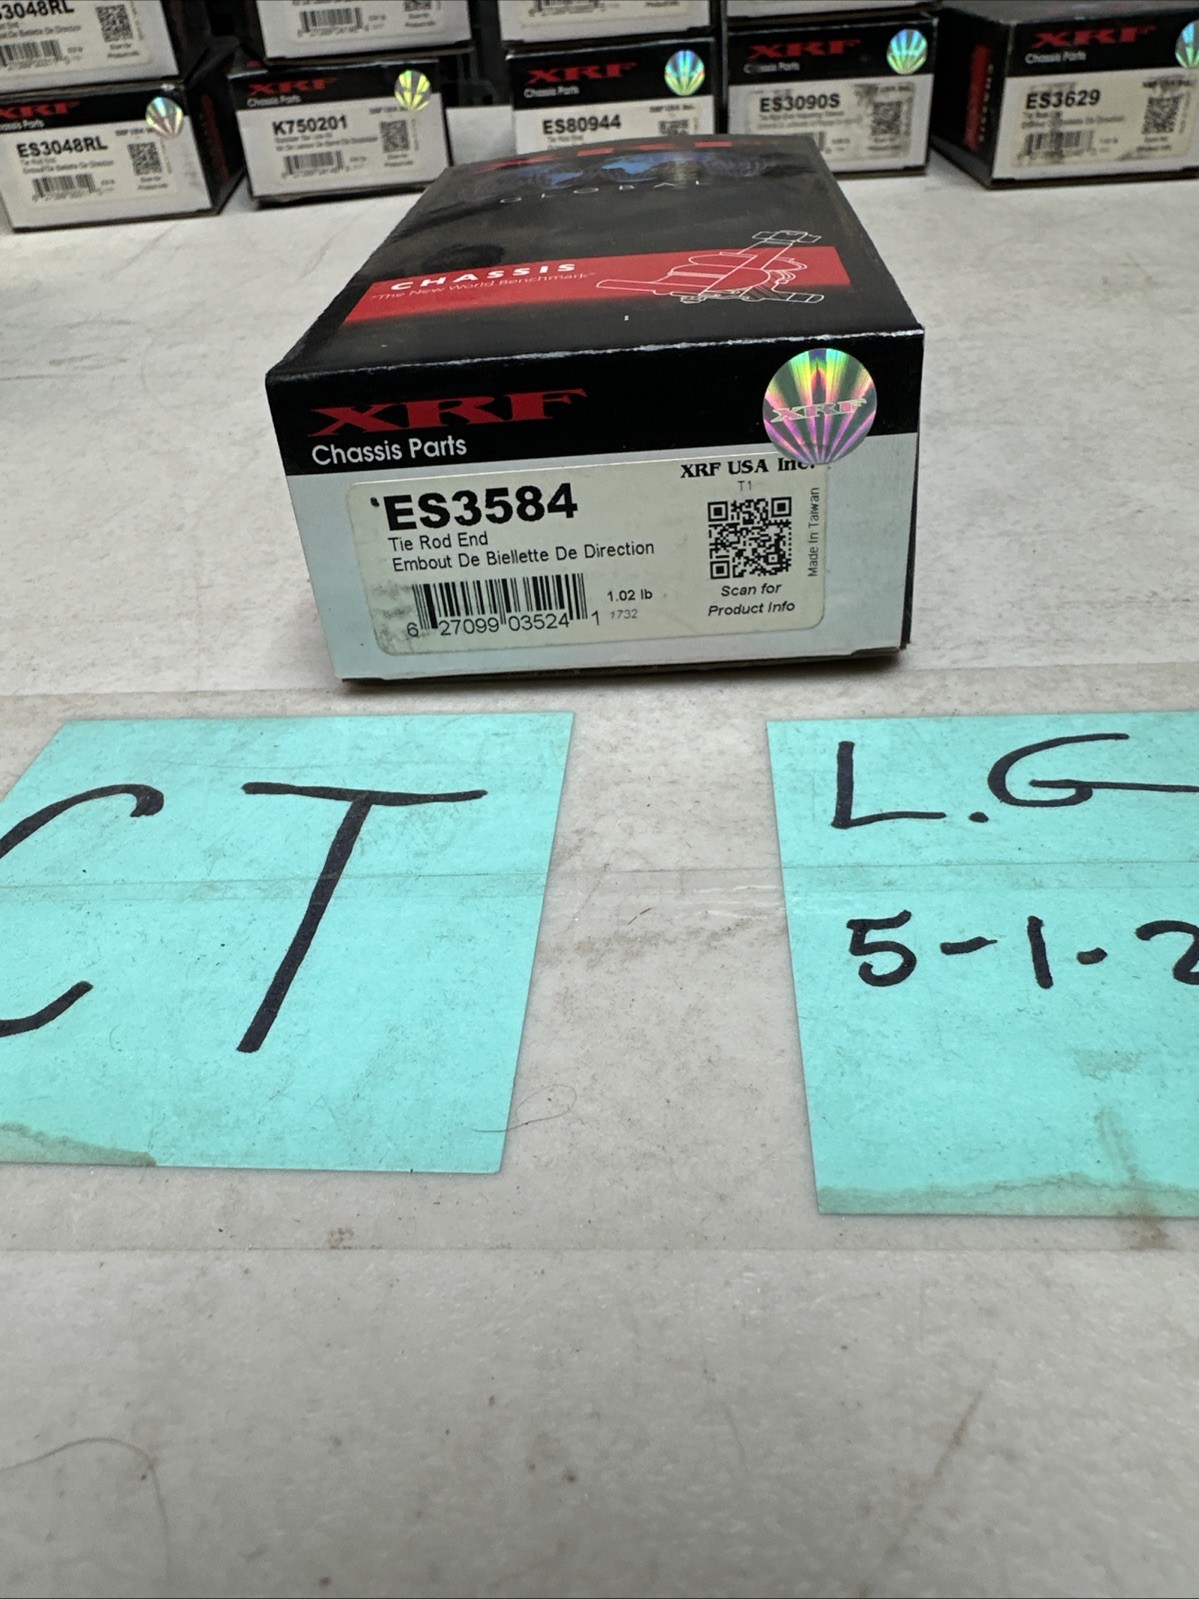 3048RL
XRF
Chassis Parts
ES3048RL
XRF
Chassis Parts
K750201
XRF
Chassis Parts
ES80944
XRF
Chassis Parts
ES3090S
XRF
Chassis Parts
ES3629
GLOBAL
CHASSIS
"The New World Benchmark"
XRF
Chassis Parts
XRF
XRF USA Inc.
T1
ES3584
Tie Rod End
Embout De Biellette De Direction
Made In Taiwan
6 27099 03524 1
1.02 lb
1732
Scan for
Product Info
CT
L.G
5-1-2